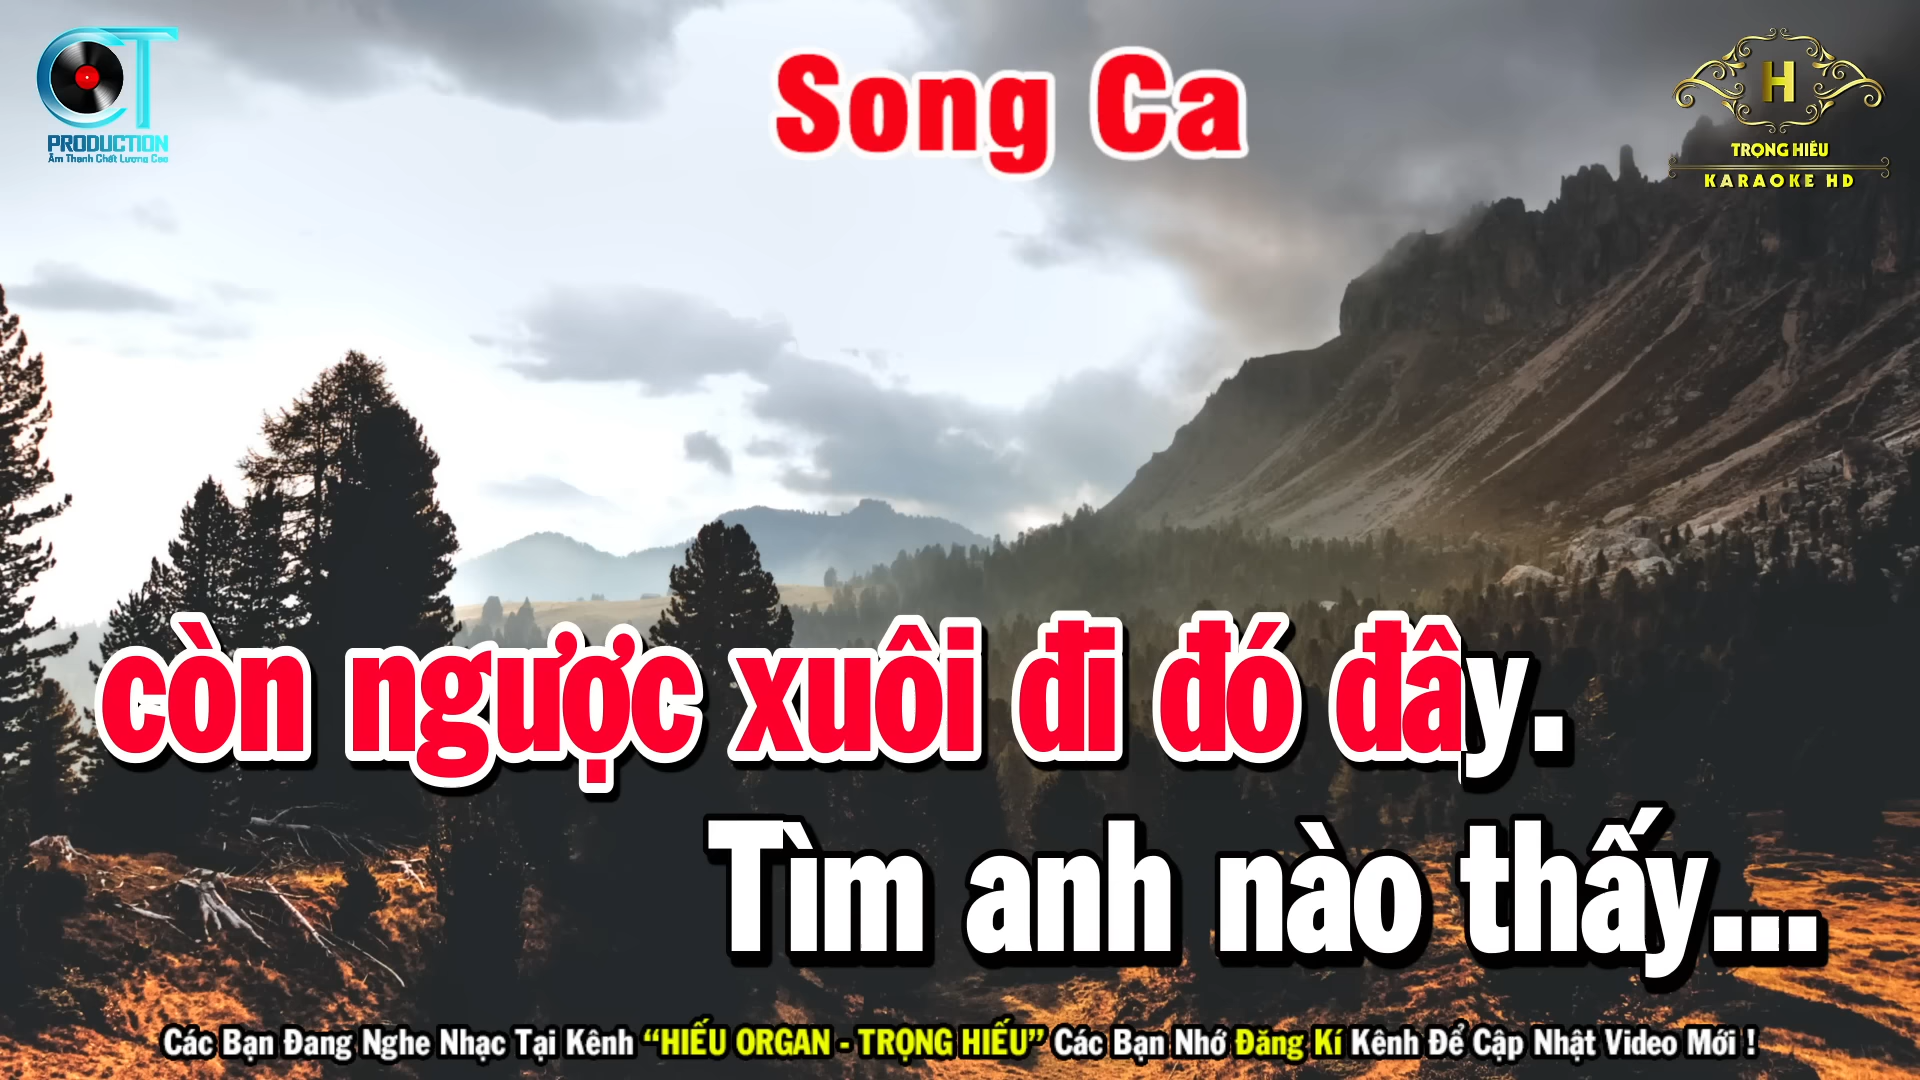 CT
PRODUCTION
Âm Thanh Chất Lượng Cao
Song Ca
H
TRỌNG HIẾU
KARAOKE HD
còn ngược xuôi đi đó đây.
Tìm anh nào thấy...
Các Bạn Đang Nghe Nhạc Tại Kênh “HIẾU ORGAN - TRỌNG HIẾU” Các Bạn Nhớ Đăng Kí Kênh Để Cập Nhật Video Mới !